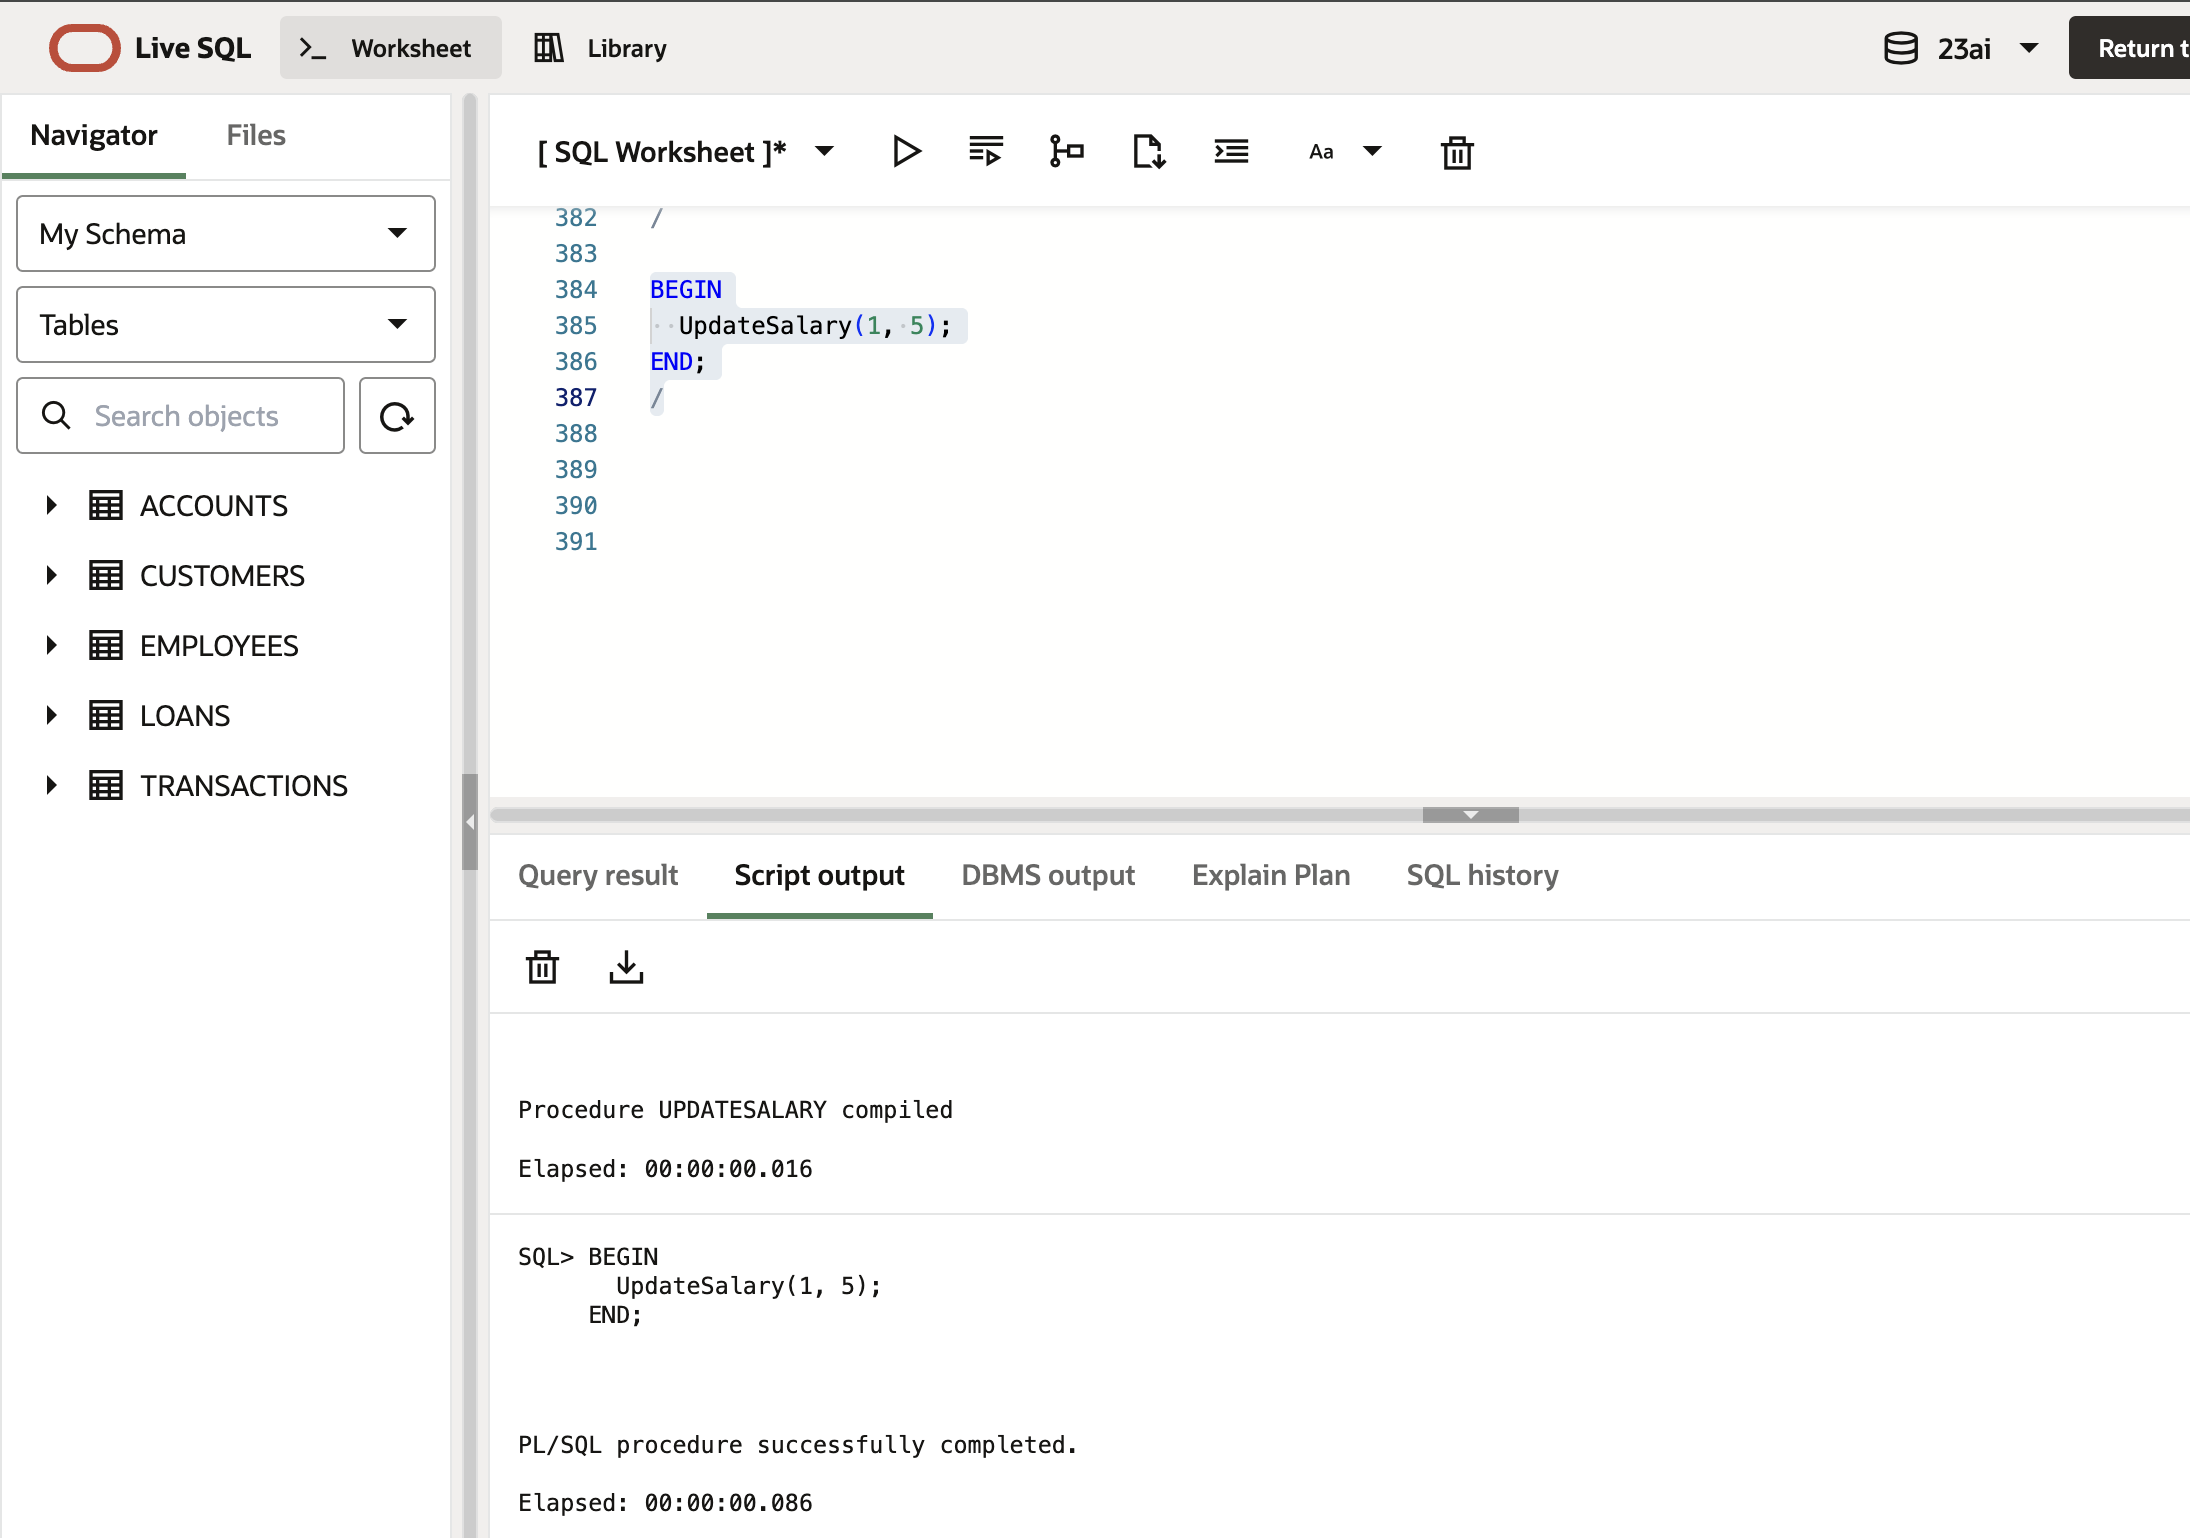 Live SQL
Worksheet
Library
23ai
Return t
Navigator
Files
My Schema
Tables
Search objects
ACCOUNTS
CUSTOMERS
EMPLOYEES
LOANS
TRANSACTIONS
[ SQL Worksheet ]*
Aa
382 /
383
384 BEGIN
385   UpdateSalary(1, 5);
386 END;
387 /
388
389
390
391
Query result
Script output
DBMS output
Explain Plan
SQL history
Procedure UPDATESALARY compiled
Elapsed: 00:00:00.016
SQL> BEGIN
       UpdateSalary(1, 5);
     END;
PL/SQL procedure successfully completed.
Elapsed: 00:00:00.086